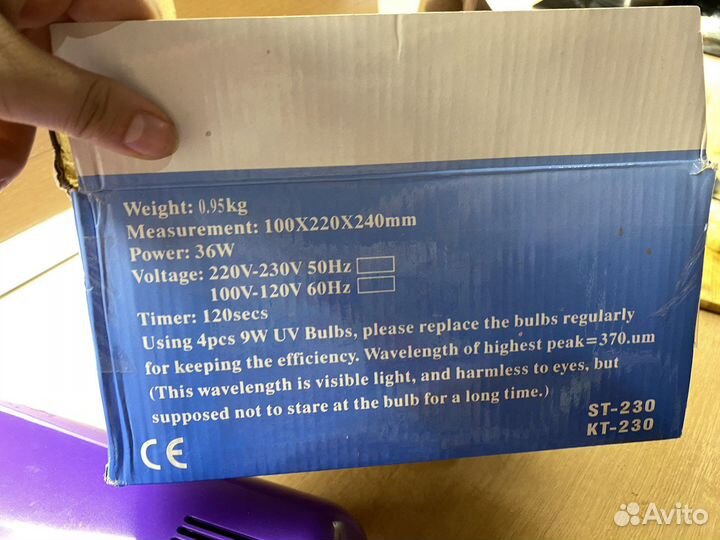 Weight: 0.95kg
Measurement: 100X220X240mm
Power: 36W
Voltage: 220V-230V 50Hz
100V-120V 60Hz
Timer: 120secs
Using 4pcs 9W UV Bulbs, please replace the bulbs regularly
for keeping the efficiency. Wavelength of highest peak=370.um
(This wavelength is visible light, and harmless to eyes, but
supposed not to stare at the bulb for a long time.)
ST-230
KT-230
CE
Avito